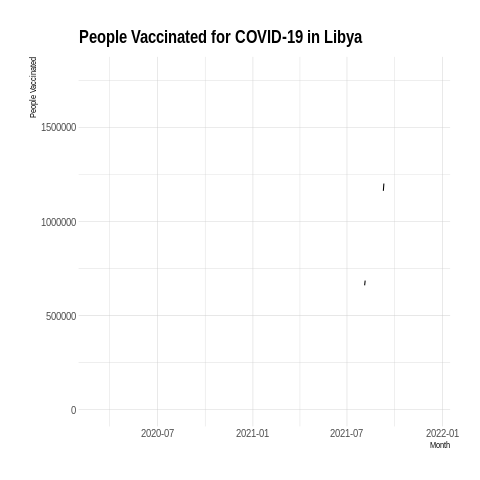 People Vaccinated for COVID-19 in Libya
People Vaccinated
1500000
1000000
500000
0
2020-07 2021-01 2021-07 2022-01
Month